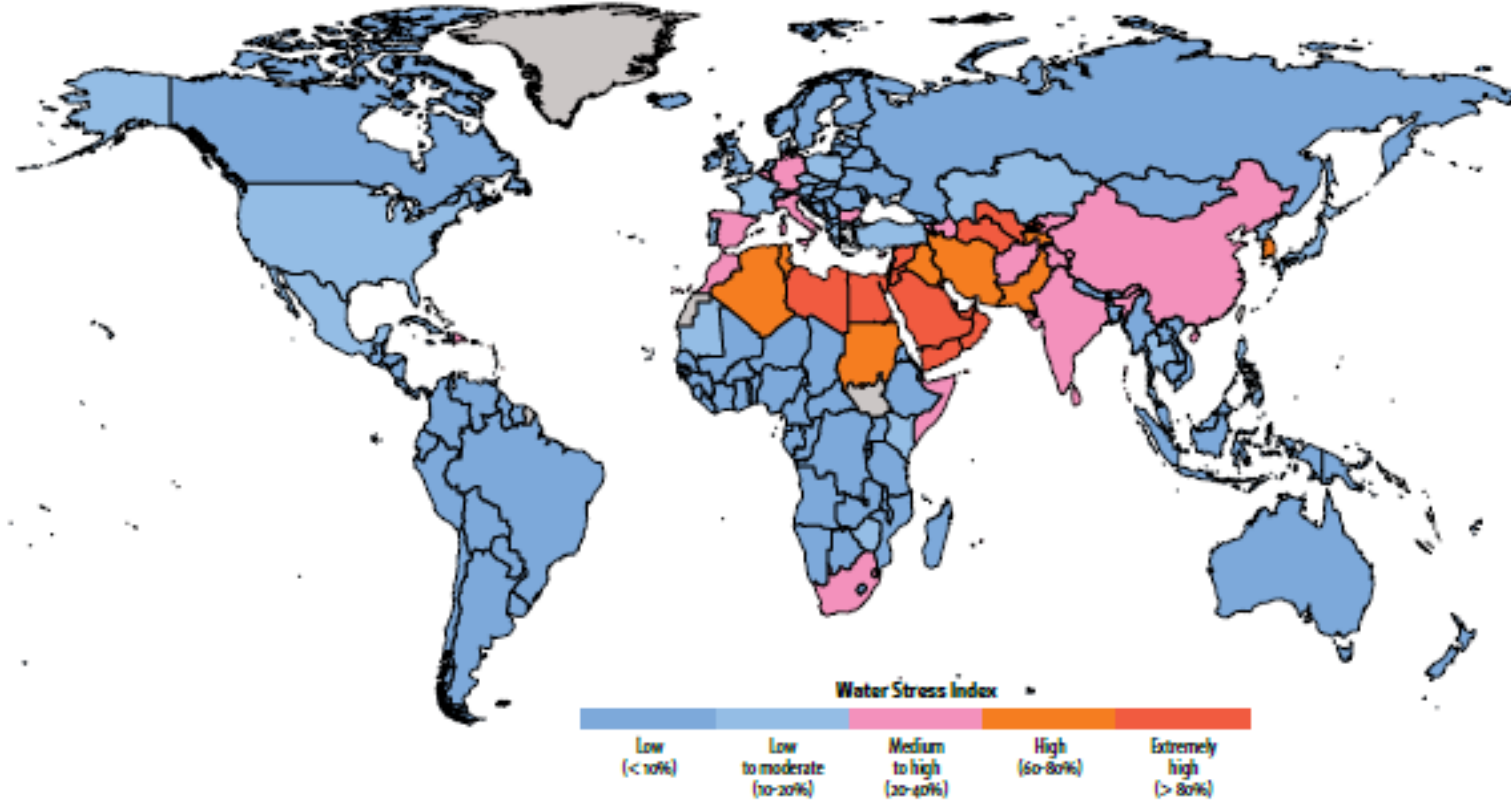 Water Stress Index
Low
(< 10%)
Low
to moderate
(10-20%)
Medium
to high
(20-40%)
High
(60-80%)
Extremely
high
(> 80%)